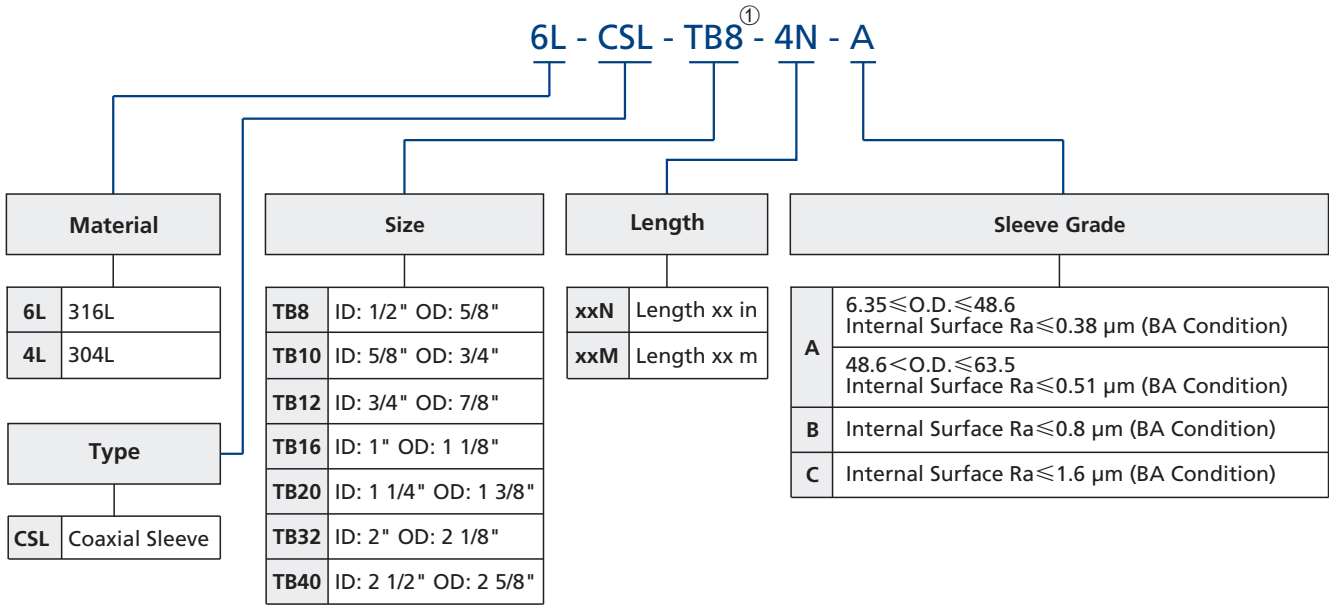 ①
6L - CSL - TB8 - 4N - A
Material
6L 316L
4L 304L
Type
CSL Coaxial Sleeve
Size
TB8 ID: 1/2" OD: 5/8"
TB10 ID: 5/8" OD: 3/4"
TB12 ID: 3/4" OD: 7/8"
TB16 ID: 1" OD: 1 1/8"
TB20 ID: 1 1/4" OD: 1 3/8"
TB32 ID: 2" OD: 2 1/8"
TB40 ID: 2 1/2" OD: 2 5/8"
Length
xxN Length xx in
xxM Length xx m
Sleeve Grade
A
6.35≤O.D.≤48.6
Internal Surface Ra≤0.38 µm (BA Condition)
48.6<O.D.≤63.5
Internal Surface Ra≤0.51 µm (BA Condition)
B Internal Surface Ra≤0.8 µm (BA Condition)
C Internal Surface Ra≤1.6 µm (BA Condition)